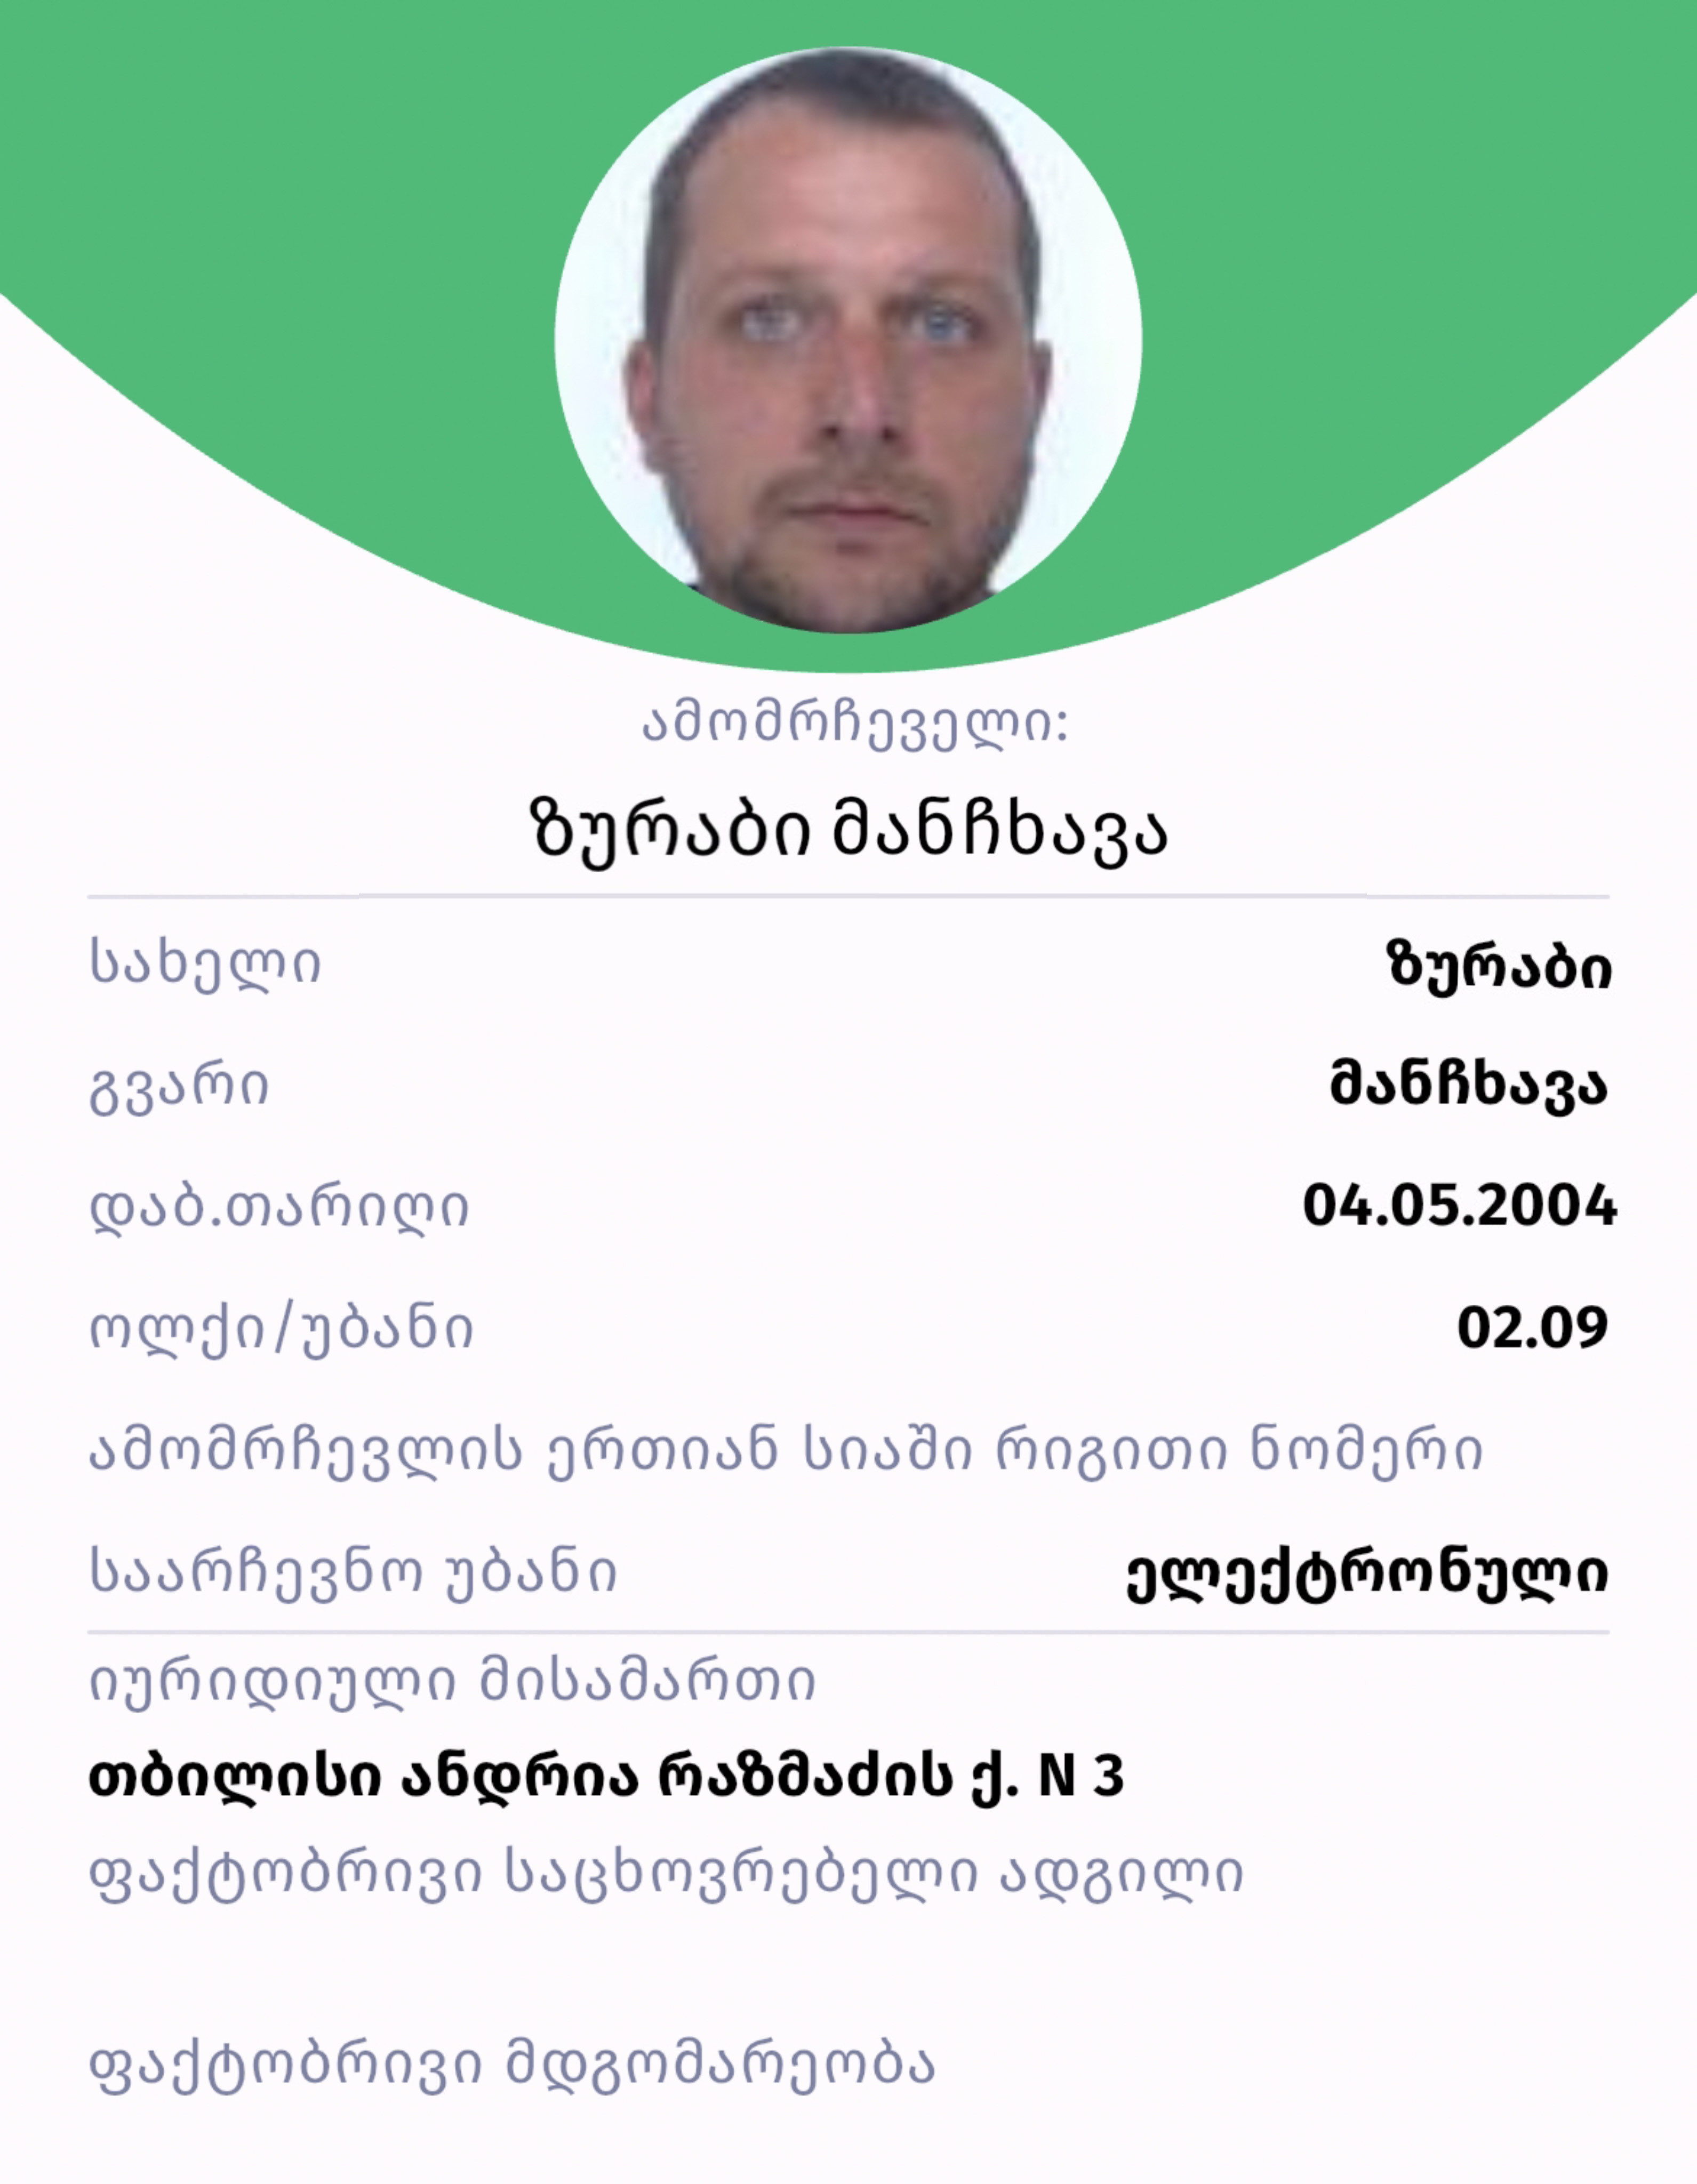 ამომრჩეველი:
ზურაბი მანჩხავა
სახელი ზურაბი
გვარი მანჩხავა
დაბ.თარიღი 04.05.2004
ოლქი/უბანი 02.09
ამომრჩევლის ერთიან სიაში რიგითი ნომერი
საარჩევნო უბანი ელექტრონული
იურიდიული მისამართი
თბილისი ანდრია რაზმაძის ქ. N 3
ფაქტობრივი საცხოვრებელი ადგილი
ფაქტობრივი მდგომარეობა